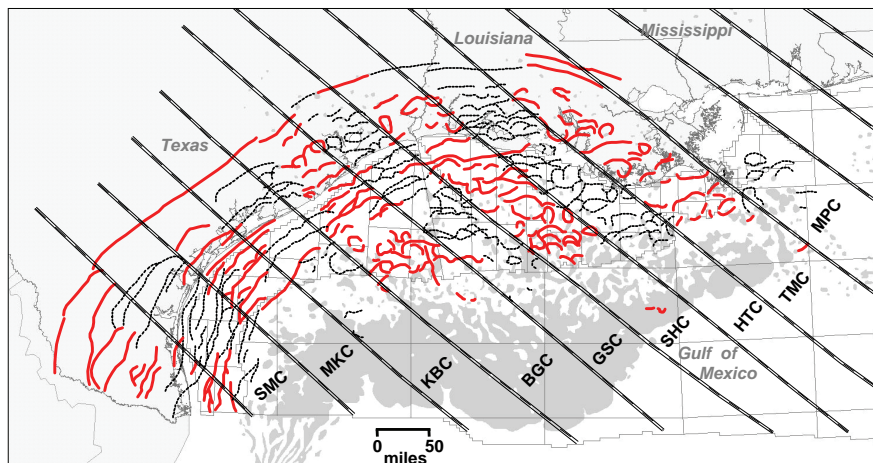 Louisiana
Mississippi
Texas
MPC
TMC
HTC
SHC
GSC
BGC
KBC
MKC
SMC
Gulf of
Mexico
0 50
miles